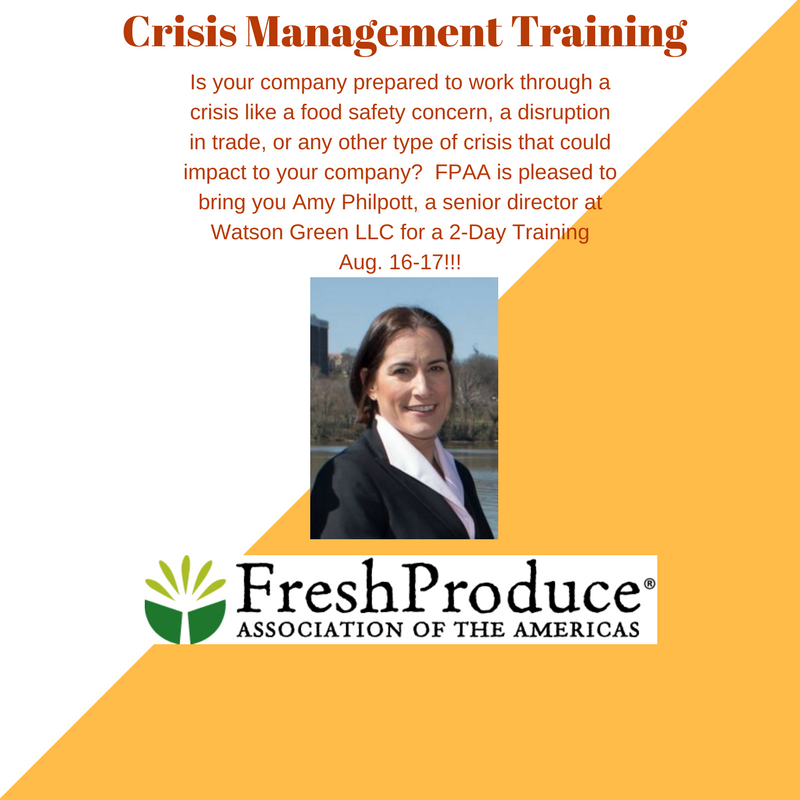 Crisis Management Training
Is your company prepared to work through a
crisis like a food safety concern, a disruption
in trade, or any other type of crisis that could
impact to your company?  FPAA is pleased to
bring you Amy Philpott, a senior director at
Watson Green LLC for a 2-Day Training
Aug. 16-17!!!
FreshProduce®
ASSOCIATION OF THE AMERICAS